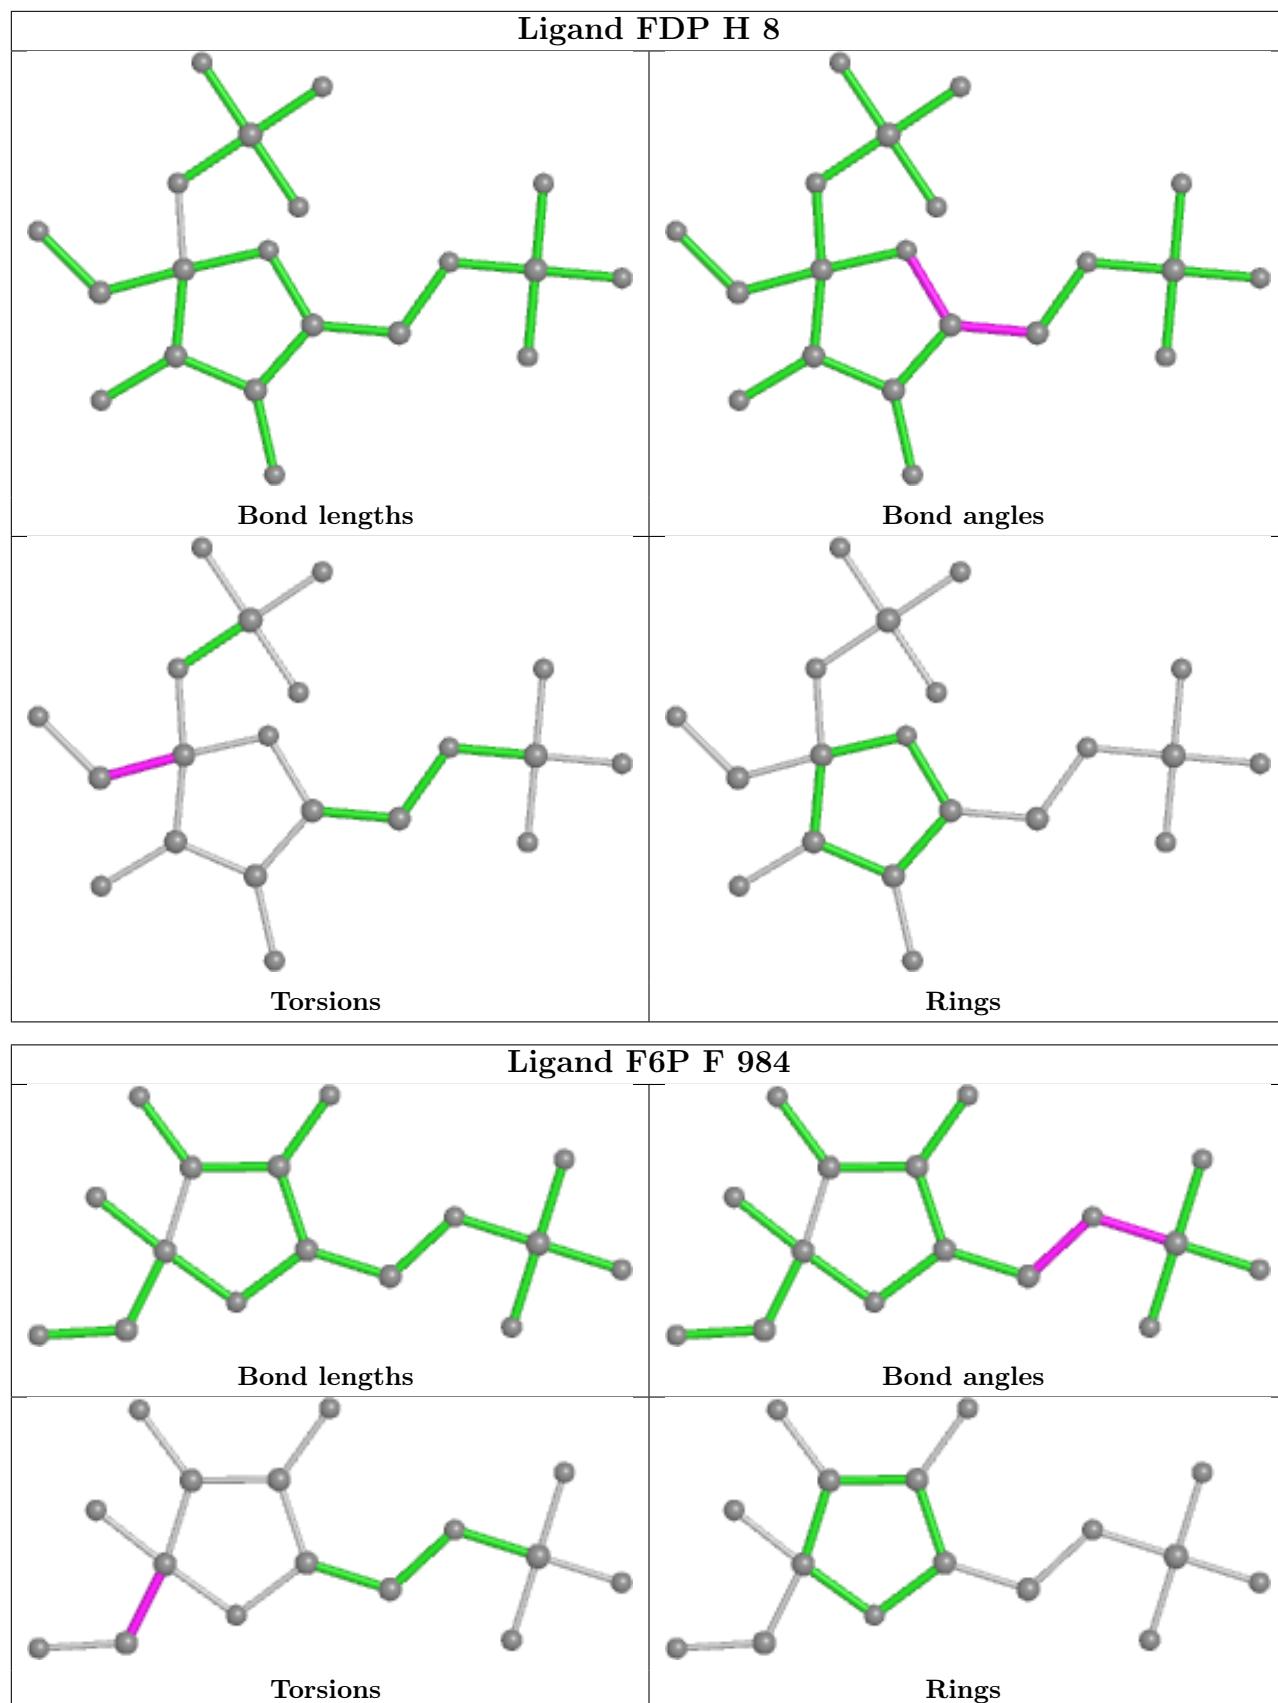 Ligand FDP H 8
Bond lengths
Bond angles
Torsions
Rings
Ligand F6P F 984
Bond lengths
Bond angles
Torsions
Rings